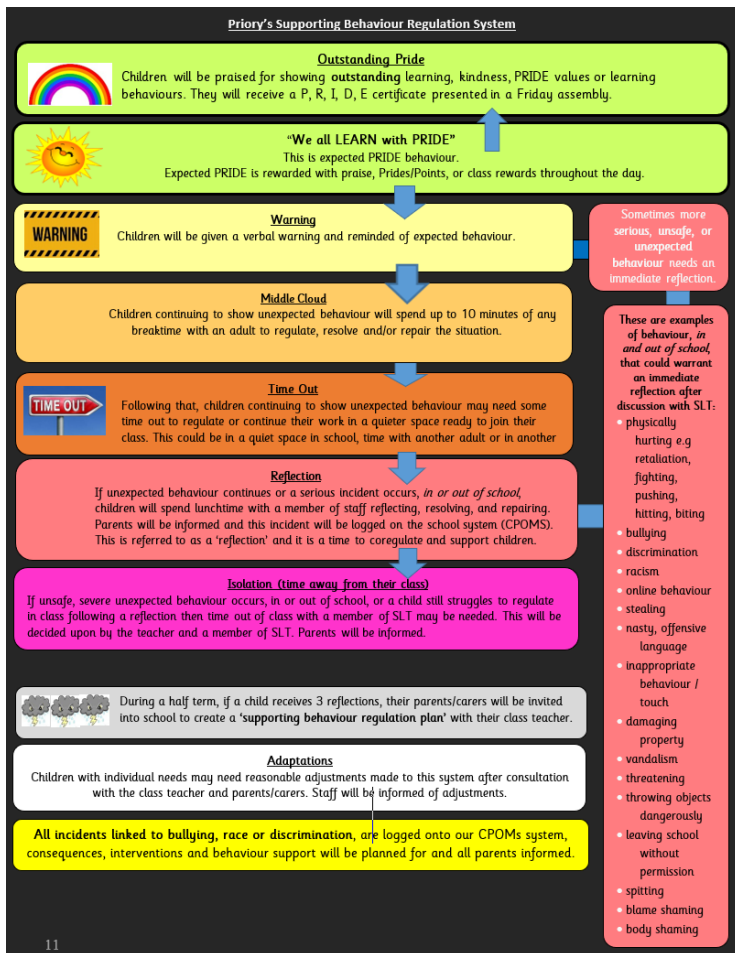 Priory's Supporting Behaviour Regulation System
Outstanding Pride
Children will be praised for showing outstanding learning, kindness, PRIDE values or learning
behaviours. They will receive a P, R, I, D, E certificate presented in a Friday assembly.
"We all LEARN with PRIDE"
This is expected PRIDE behaviour.
Expected PRIDE is rewarded with praise, Prides/Points, or class rewards throughout the day.
WARNING
Warning
Children will be given a verbal warning and reminded of expected behaviour.
Middle Cloud
Children continuing to show unexpected behaviour will spend up to 10 minutes of any
breaktime with an adult to regulate, resolve and/or repair the situation.
TIME OUT
Time Out
Following that, children continuing to show unexpected behaviour may need some
time out to regulate or continue their work in a quieter space ready to join their
class. This could be in a quiet space in school, time with another adult or in another
Reflection
If unexpected behaviour continues or a serious incident occurs, in or out of school,
children will spend lunchtime with a member of staff reflecting, resolving, and repairing.
Parents will be informed and this incident will be logged on the school system (CPOMS).
This is referred to as a 'reflection' and it is a time to coregulate and support children.
Isolation (time away from their class)
If unsafe, severe unexpected behaviour occurs, in or out of school, or a child still struggles to regulate
in class following a reflection then time out of class with a member of SLT may be needed. This will be
decided upon by the teacher and a member of SLT. Parents will be informed.
During a half term, if a child receives 3 reflections, their parents/carers will be invited
into school to create a 'supporting behaviour regulation plan' with their class teacher.
Adaptations
Children with individual needs may need reasonable adjustments made to this system after consultation
with the class teacher and parents/carers. Staff will be informed of adjustments.
All incidents linked to bullying, race or discrimination, are logged onto our CPOMs system,
consequences, interventions and behaviour support will be planned for and all parents informed.
Sometimes more
serious, unsafe, or
unexpected
behaviour needs an
immediate reflection.
These are examples
of behaviour, in
and out of school,
that could warrant
an immediate
reflection after
discussion with SLT:
• physically
hurting e.g
retaliation,
fighting,
pushing,
hitting, biting
• bullying
• discrimination
• racism
• online behaviour
• stealing
• nasty, offensive
language
• inappropriate
behaviour /
touch
• damaging
property
• vandalism
• threatening
• throwing objects
dangerously
• leaving school
without
permission
• spitting
• blame shaming
• body shaming
11